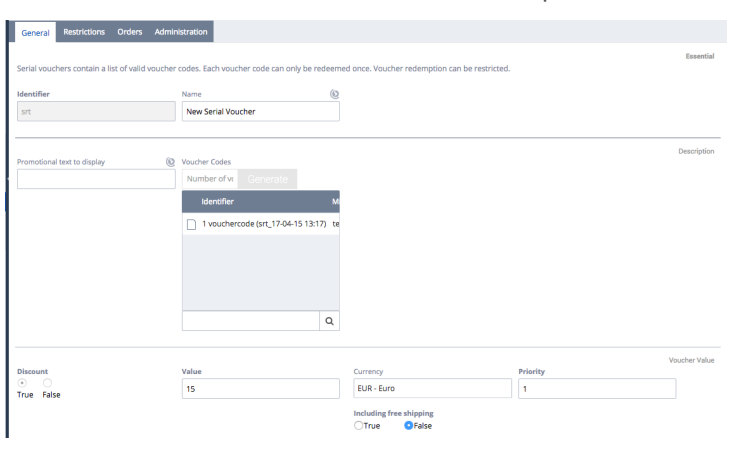 General Restrictions Orders Administration
Essential
Serial vouchers contain a list of valid voucher codes. Each voucher code can only be redeemed once. Voucher redemption can be restricted.
Identifier Name
srt New Serial Voucher
Description
Promotional text to display Voucher Codes
Number of Generate
Identifier
1 vouchercode (srt_17-04-15 13:17) te
Voucher Value
Discount Value Currency Priority
15 EUR - Euro 1
True False
Including free shipping
True False